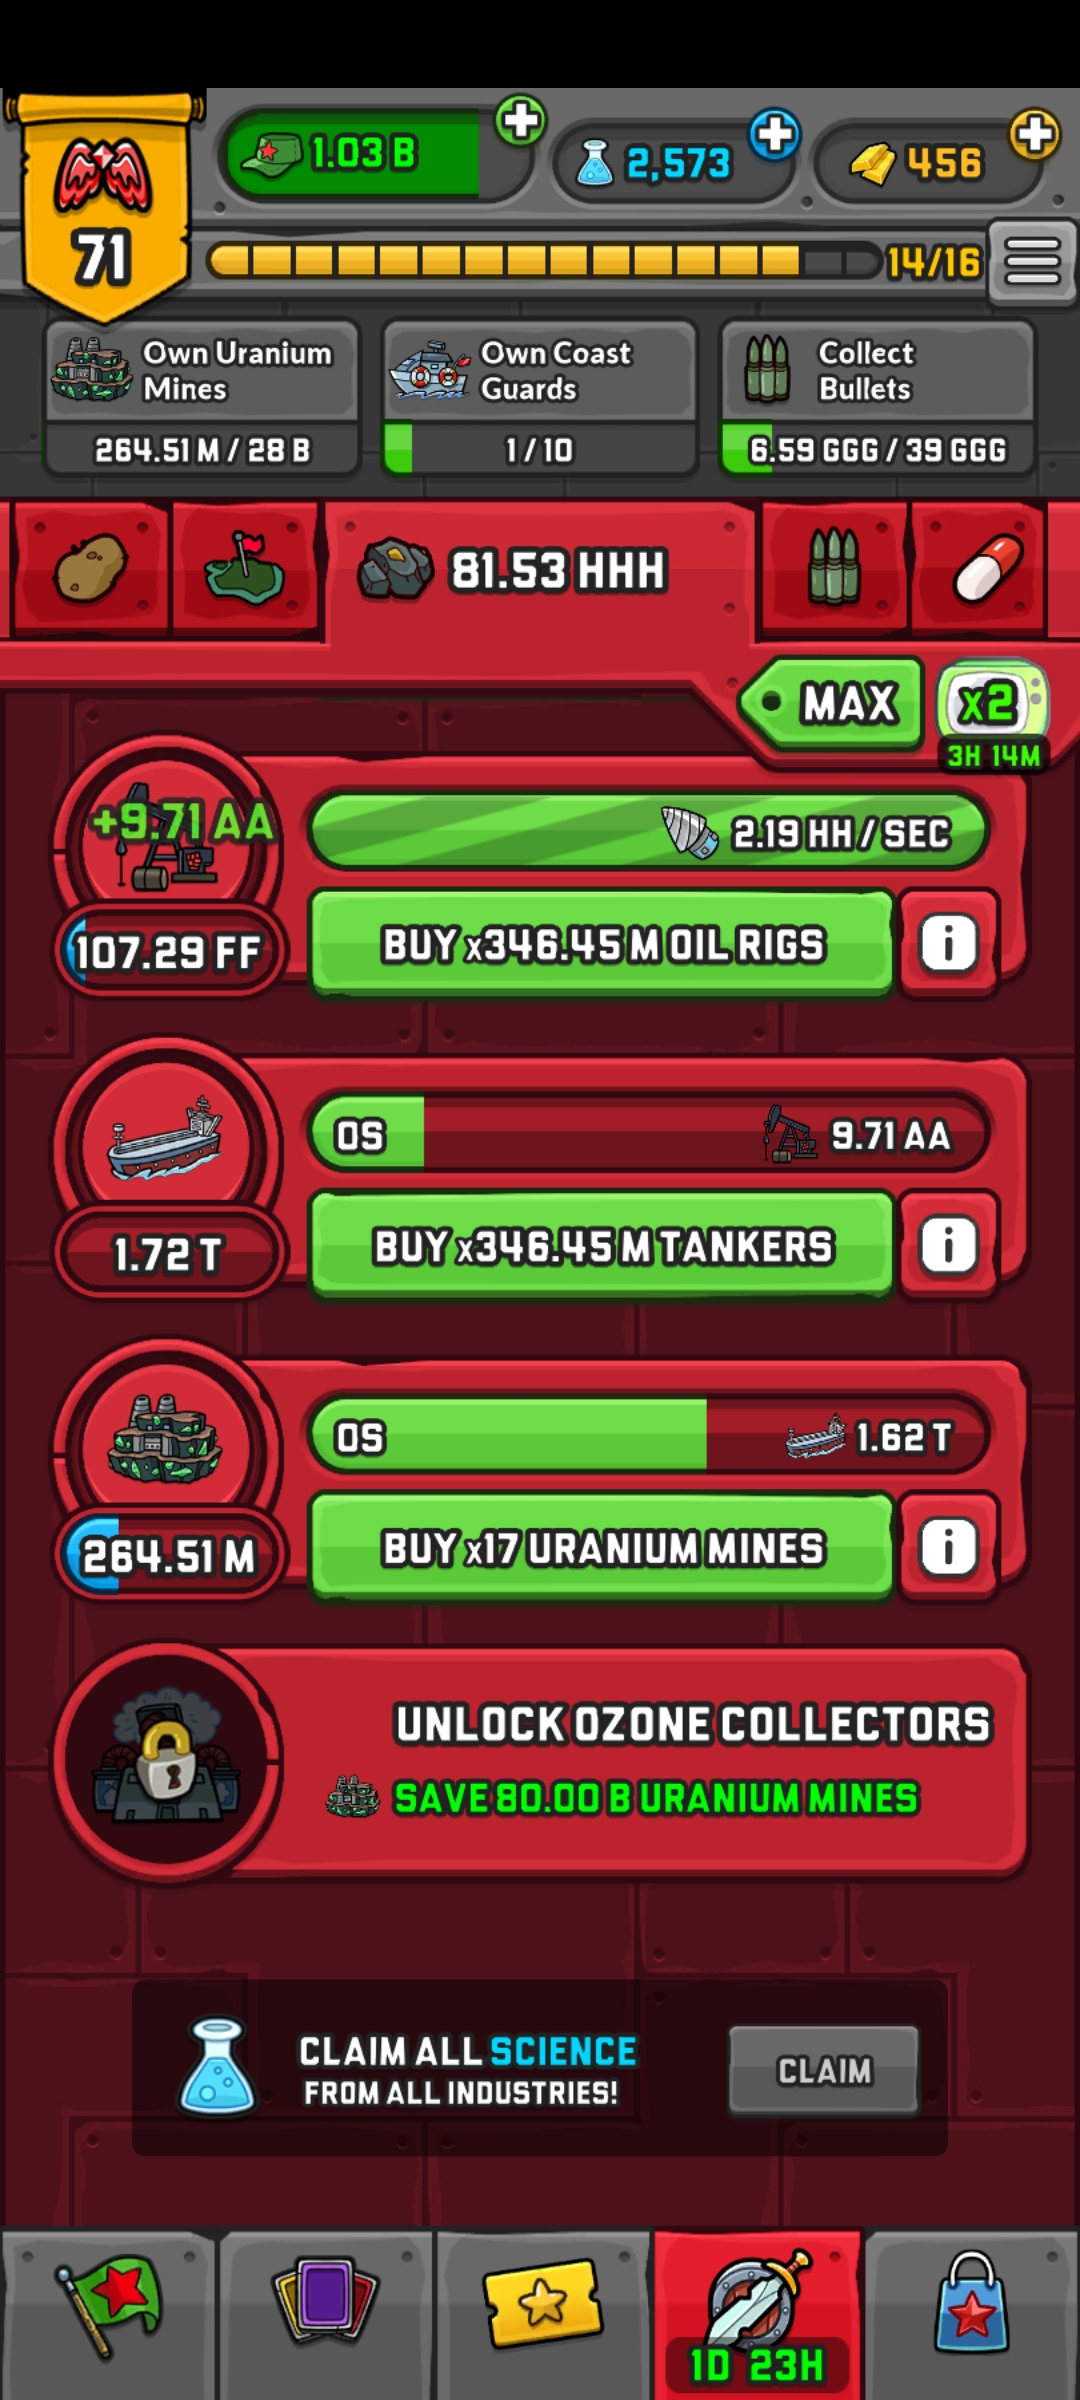 71
1.03 B
2,573
456
14/16
Own Uranium
Mines
264.51 M / 28 B
Own Coast
Guards
1 / 10
Collect
Bullets
6.59 GGG / 39 GGG
81.53 HHH
MAX
x2
3H 14M
+9.71 AA
107.29 FF
2.19 HH / SEC
BUY x346.45 M OIL RIGS
i
1.72 T
0S
9.71 AA
BUY x346.45 M TANKERS
i
264.51 M
0S
1.62 T
BUY x17 URANIUM MINES
i
UNLOCK OZONE COLLECTORS
SAVE 80.00 B URANIUM MINES
CLAIM ALL SCIENCE
FROM ALL INDUSTRIES!
CLAIM
1D 23H